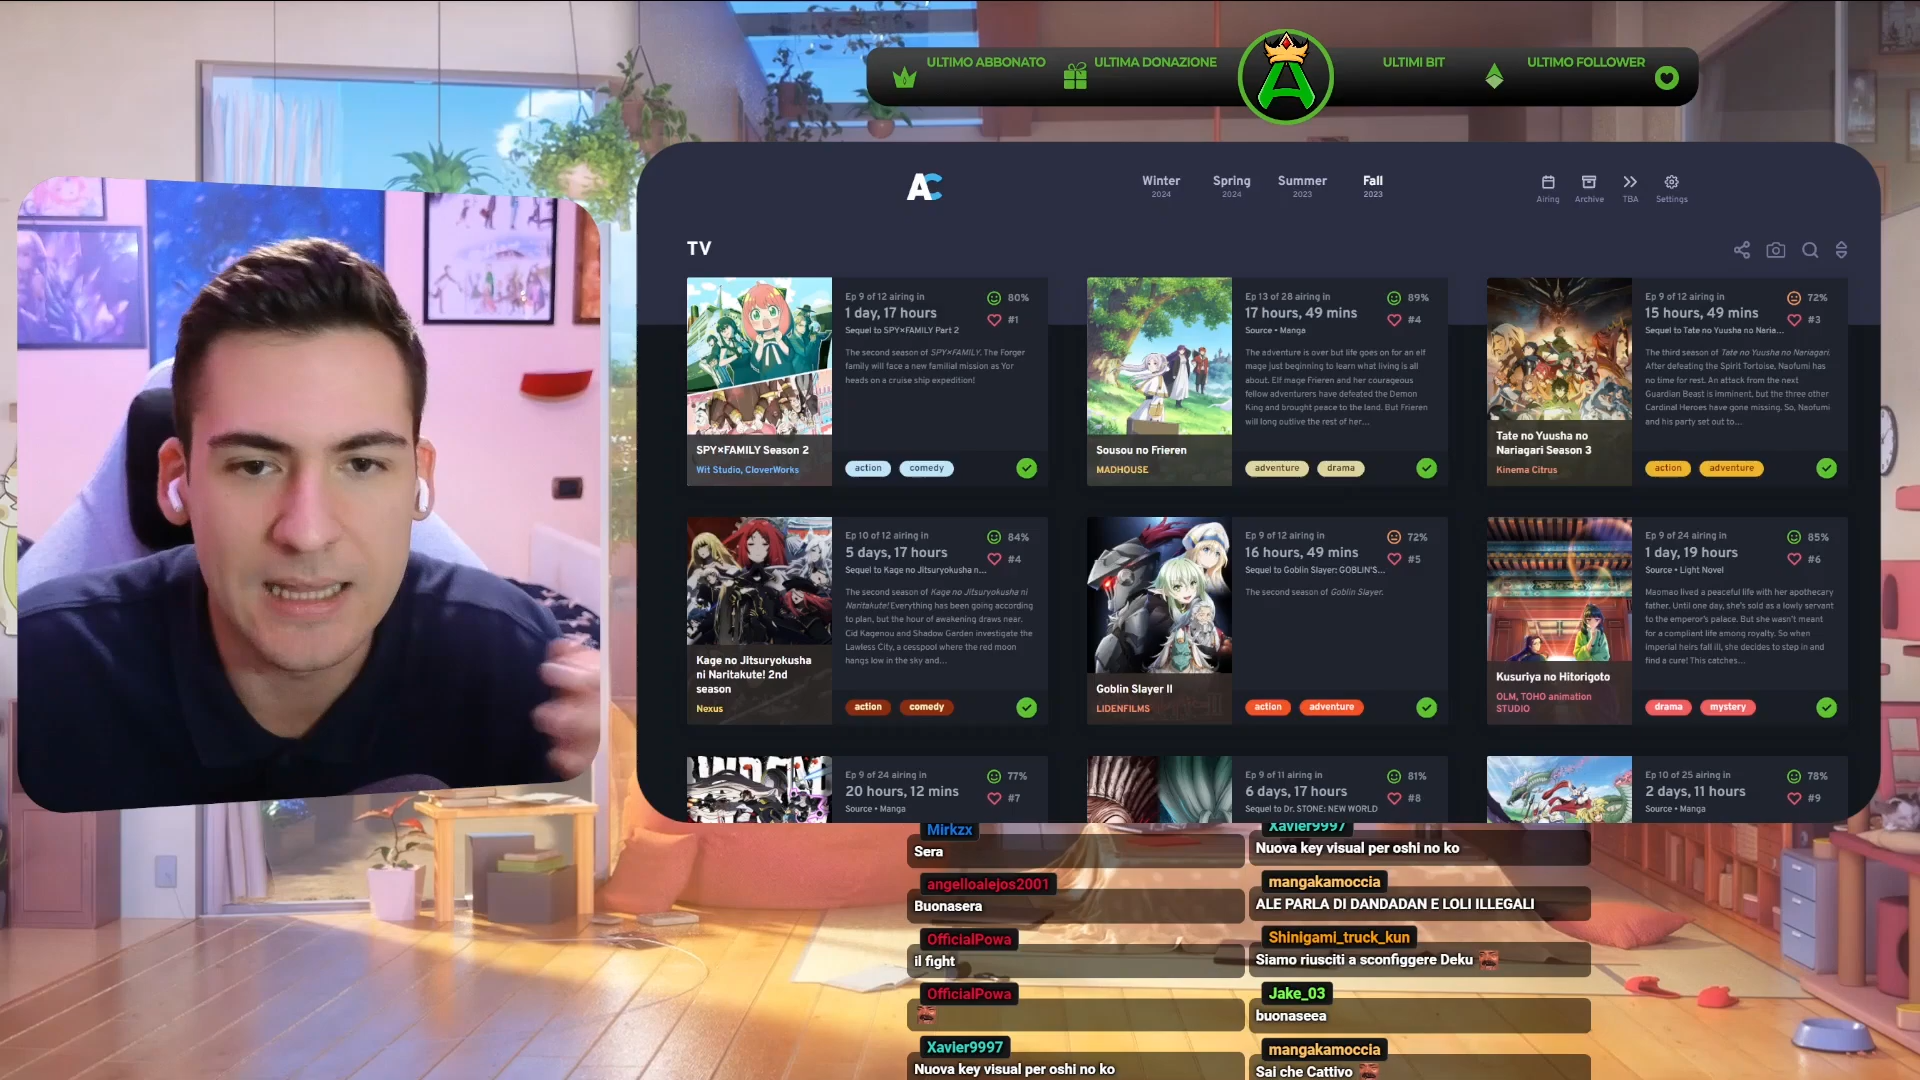 ULTIMO ABBONATO
ULTIMA DONAZIONE
A
ULTIMI BIT
ULTIMO FOLLOWER
AC
Winter
2024
Spring
2024
Summer
2023
Fall
2023
Airing
Archive
TBA
Settings
TV
Ep 9 of 12 airing in
80%
1 day, 17 hours
#1
Sequel to SPY×FAMILY Part 2
The second season of SPY×FAMILY. The Forger
family will face a new familial mission as Yor
heads on a cruise ship expedition!
SPY×FAMILY Season 2
Wit Studio, CloverWorks
action
comedy
Ep 13 of 28 airing in
89%
17 hours, 49 mins
#4
Source • Manga
The adventure is over but life goes on for an elf
mage just beginning to learn what living is all
about. Elf mage Frieren and her courageous
fellow adventurers have defeated the Demon
King and brought peace to the land. But Frieren
will long outlive the rest of her...
Sousou no Frieren
MADHOUSE
adventure
drama
Ep 9 of 12 airing in
72%
15 hours, 49 mins
#3
Sequel to Tate no Yuusha no Naria...
The third season of Tate no Yuusha no Nariagari.
After defeating the Spirit Tortoise, Naofumi has
no time for rest. An attack from the next
Guardian Beast is imminent, but the three other
Cardinal Heroes have gone missing. So, Naofumi
and his party set out to...
Tate no Yuusha no
Nariagari Season 3
Kinema Citrus
action
adventure
Ep 10 of 12 airing in
84%
5 days, 17 hours
#4
Sequel to Kage no Jitsuryokusha n...
The second season of Kage no Jitsuryokusha ni
Naritakute! Everything has been going according
to plan, but the hour of awakening draws near.
Cid Kagenou and Shadow Garden investigate the
Lawless City, a cesspool where the red moon
hangs low in the sky and...
Kage no Jitsuryokusha
ni Naritakute! 2nd
season
Nexus
action
comedy
Ep 9 of 12 airing in
72%
16 hours, 49 mins
#5
Sequel to Goblin Slayer: GOBLIN'S...
The second season of Goblin Slayer.
Goblin Slayer II
LIDENFILMS
action
adventure
Ep 9 of 24 airing in
85%
1 day, 19 hours
#6
Source • Light Novel
Maomao lived a peaceful life with her apothecary
father. Until one day, she's sold as a lowly servant
to the emperor's palace. But she wasn't meant
for a compliant life among royalty. So when
imperial heirs fall ill, she decides to step in and
find a cure! This catches...
Kusuriya no Hitorigoto
OLM, TOHO animation
STUDIO
drama
mystery
Ep 9 of 24 airing in
77%
20 hours, 12 mins
#7
Source • Manga
Ep 9 of 11 airing in
81%
6 days, 17 hours
#8
Sequel to Dr. STONE: NEW WORLD
Ep 10 of 25 airing in
78%
2 days, 11 hours
#9
Source • Manga
Mirkzx
Sera
angelloalejos2001
Buonasera
OfficialPowa
il fight
OfficialPowa
Xavier9997
Nuova key visual per oshi no ko
Xavier9997
Nuova key visual per oshi no ko
mangakamoccia
ALE PARLA DI DANDADAN E LOLI ILLEGALI
Shinigami_truck_kun
Siamo riusciti a sconfiggere Deku
Jake_03
buonaseea
mangakamoccia
Sai che Cattivo